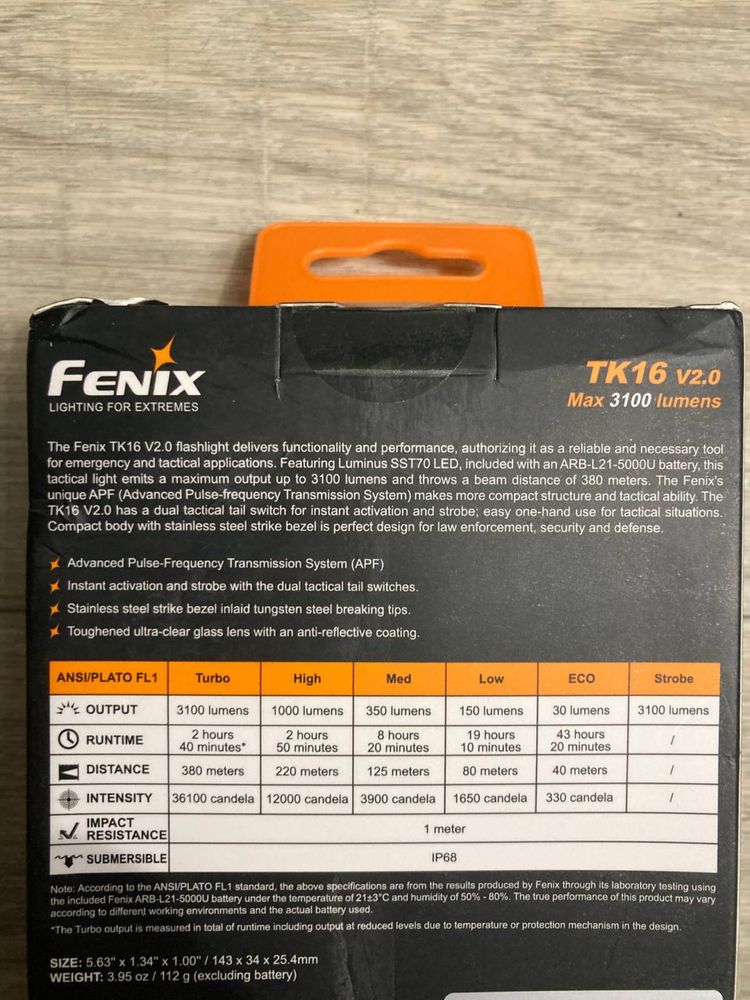 FENIX
LIGHTING FOR EXTREMES
TK16 V2.0
Max 3100 lumens
The Fenix TK16 V2.0 flashlight delivers functionality and performance, authorizing it as a reliable and necessary tool
for emergency and tactical applications. Featuring Luminus SST70 LED, included with an ARB-L21-5000U battery, this
tactical light emits a maximum output up to 3100 lumens and throws a beam distance of 380 meters. The Fenix's
unique APF (Advanced Pulse-frequency Transmission System) makes more compact structure and tactical ability. The
TK16 V2.0 has a dual tactical tail switch for instant activation and strobe; easy one-hand use for tactical situations.
Compact body with stainless steel strike bezel is perfect design for law enforcement, security and defense.
Advanced Pulse-Frequency Transmission System (APF)
Instant activation and strobe with the dual tactical tail switches.
Stainless steel strike bezel inlaid tungsten steel breaking tips.
Toughened ultra-clear glass lens with an anti-reflective coating.
ANSI/PLATO FL1 Turbo High Med Low ECO Strobe
OUTPUT 3100 lumens 1000 lumens 350 lumens 150 lumens 30 lumens 3100 lumens
RUNTIME 2 hours 40 minutes* 2 hours 50 minutes 8 hours 20 minutes 19 hours 10 minutes 43 hours 20 minutes /
DISTANCE 380 meters 220 meters 125 meters 80 meters 40 meters /
INTENSITY 36100 candela 12000 candela 3900 candela 1650 candela 330 candela /
IMPACT RESISTANCE 1 meter
SUBMERSIBLE IP68
Note: According to the ANSI/PLATO FL1 standard, the above specifications are from the results produced by Fenix through its laboratory testing using
the included Fenix ARB-L21-5000U battery under the temperature of 21±3°C and humidity of 50% - 80%. The true performance of this product may vary
according to different working environments and the actual battery used.
*The Turbo output is measured in total of runtime including output at reduced levels due to temperature or protection mechanism in the design.
SIZE: 5.63" x 1.34" x 1.00" / 143 x 34 x 25.4mm
WEIGHT: 3.95 oz / 112 g (excluding battery)